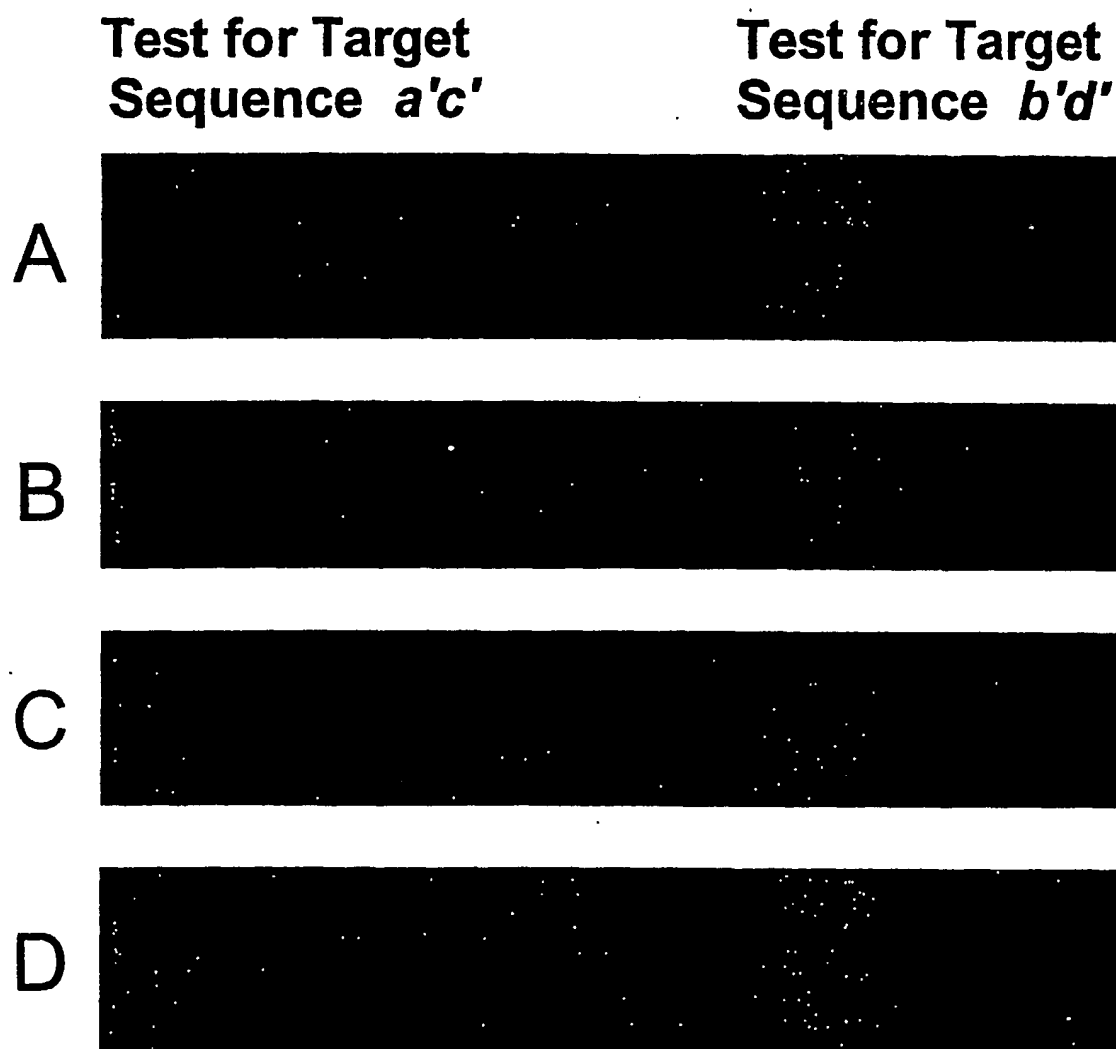 Test for Target
Sequence a'c'
Test for Target
Sequence b'd'
A
B
C
D